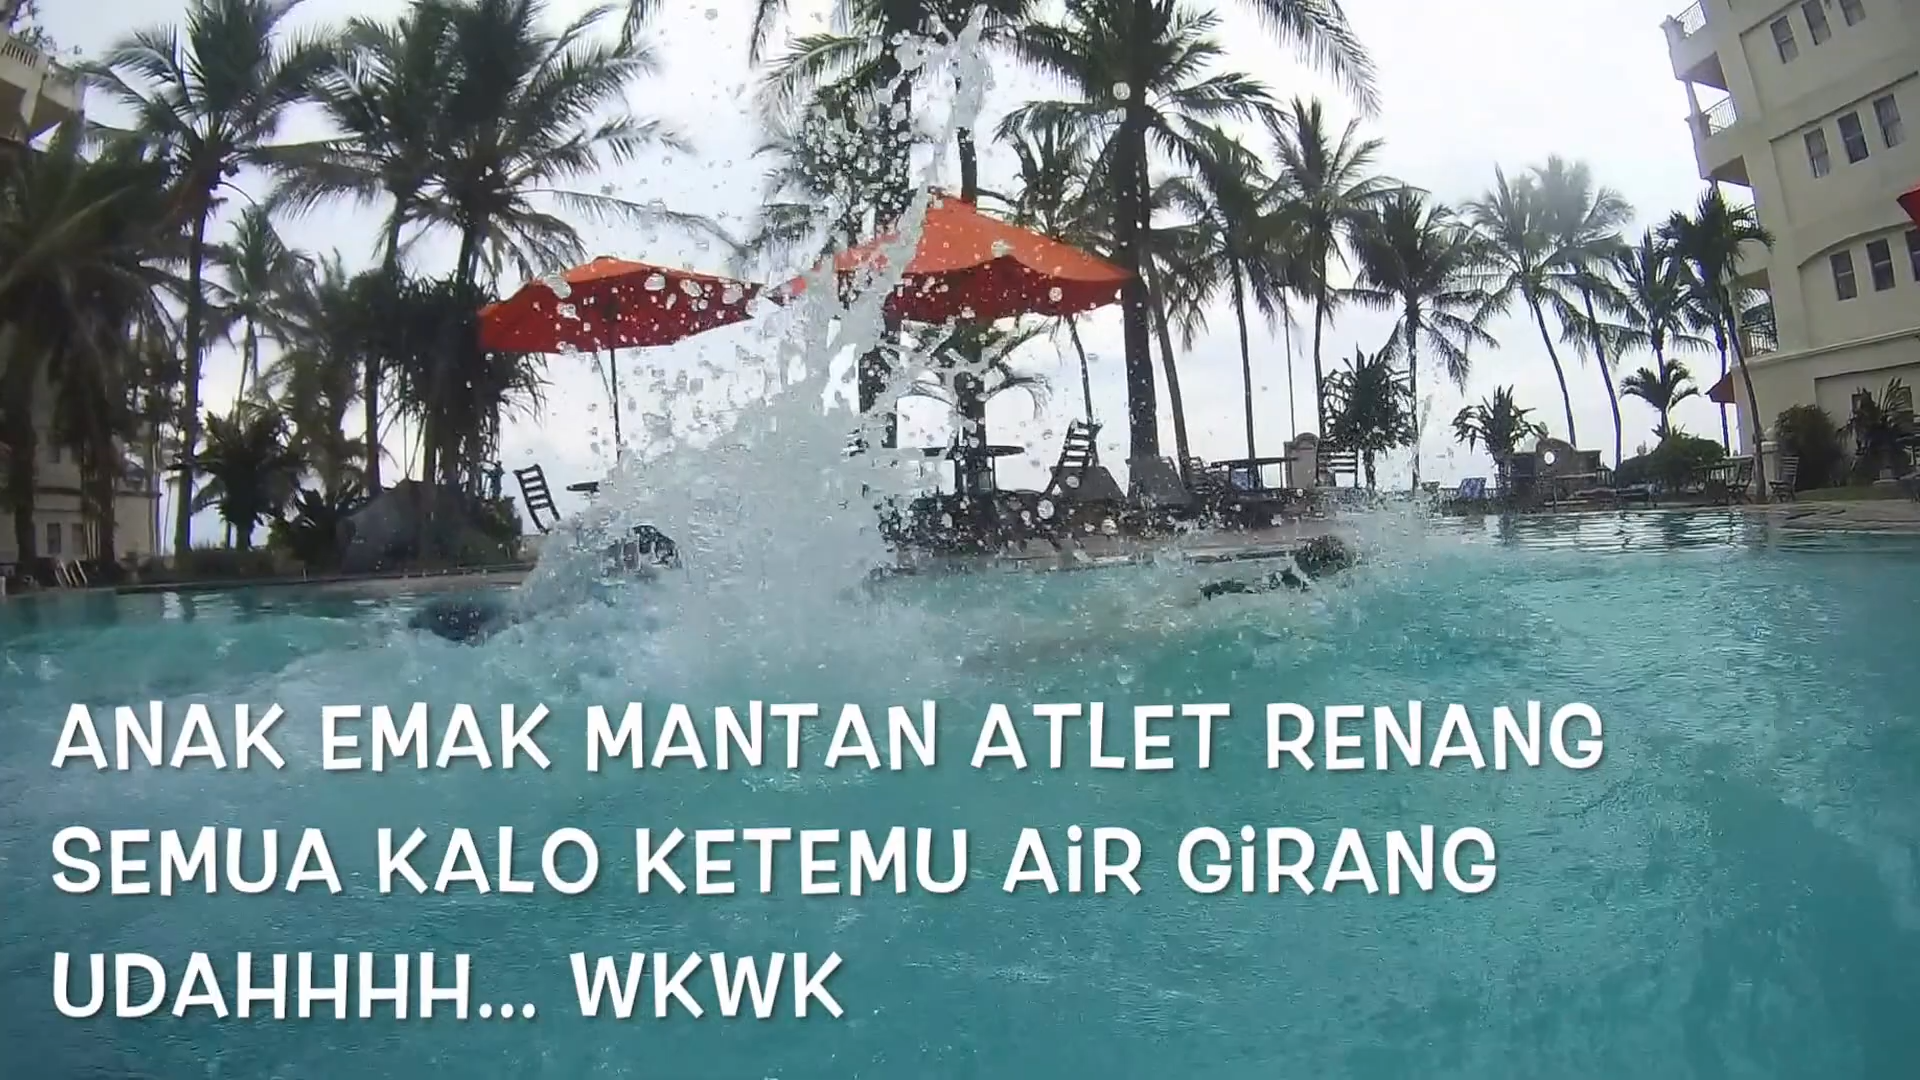 ANAK EMAK MANTAN ATLET RENANG
SEMUA KALO KETEMU AiR GiRANG
UDAHHHH... WKWK